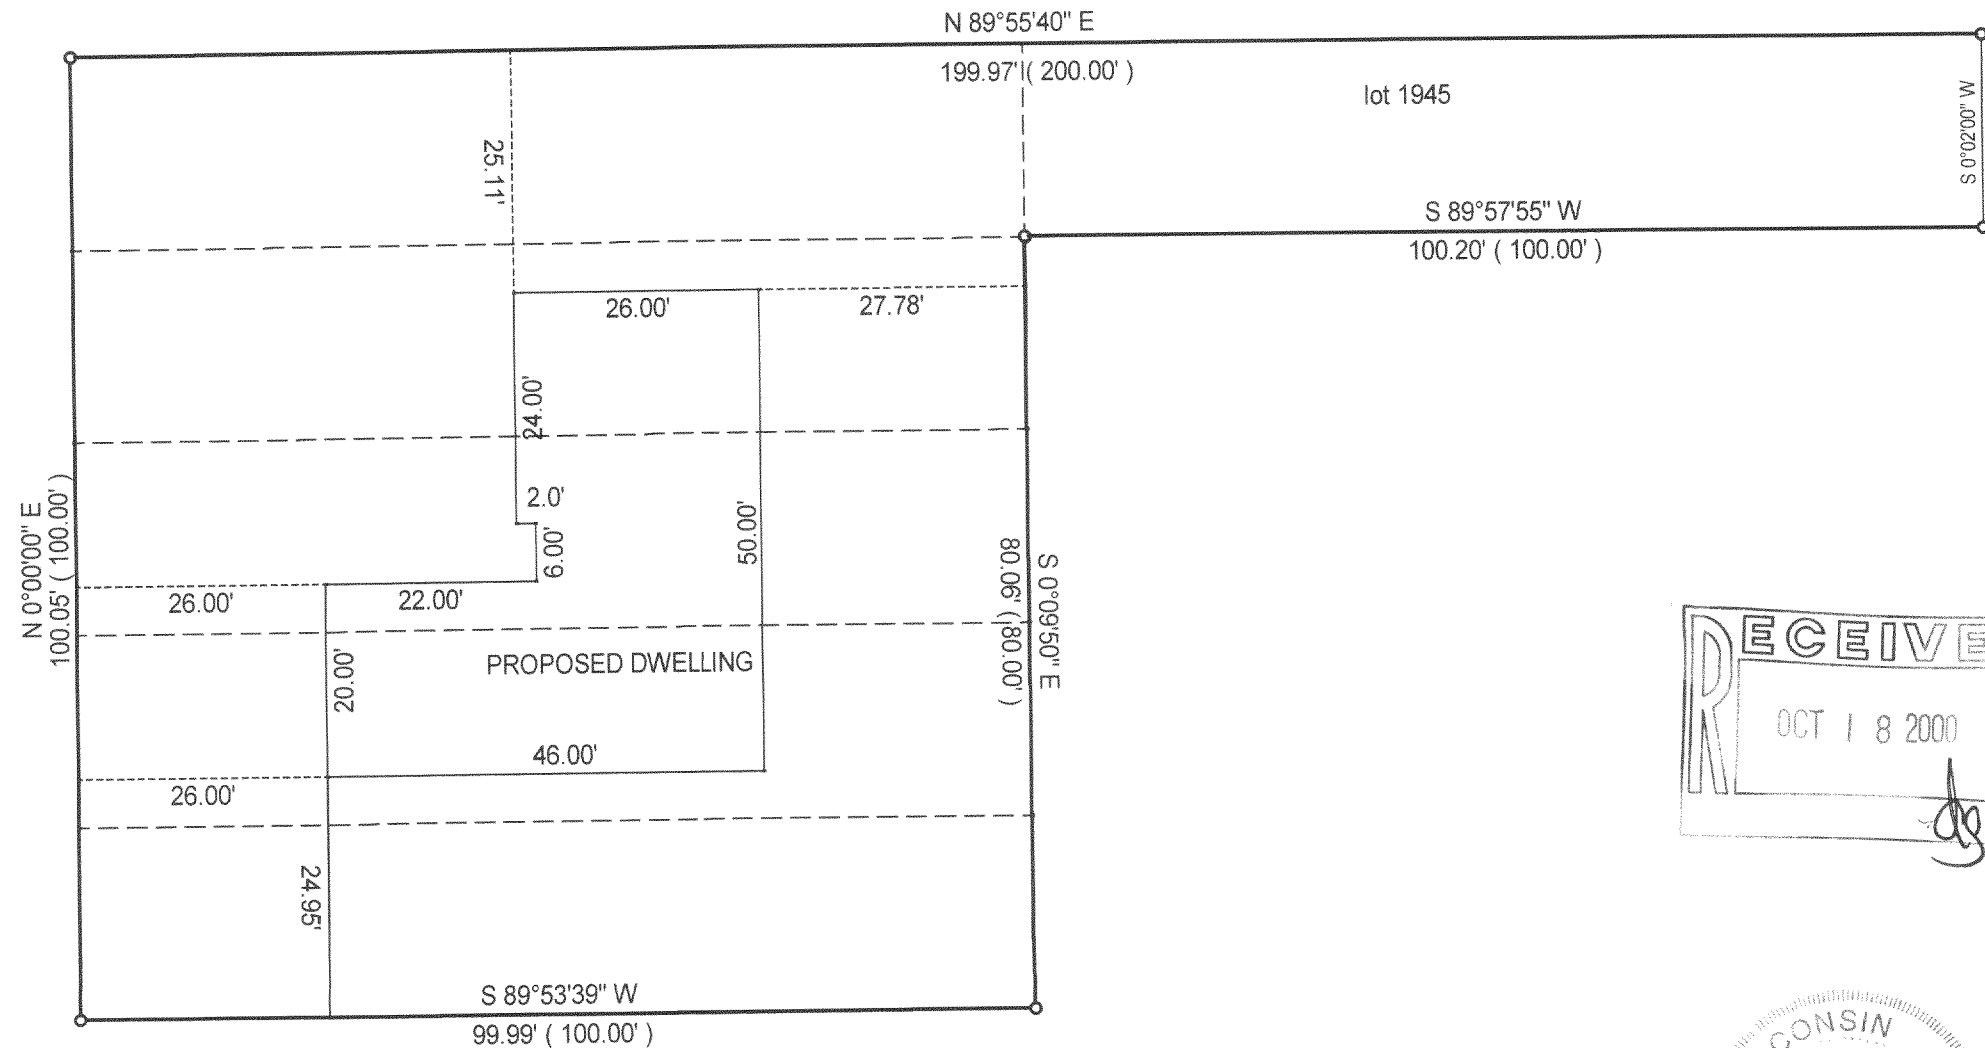 N 89°55'40" E
199.97' ( 200.00' )
lot 1945
S 0°02'00" W
25.11'
S 89°57'55" W
100.20' ( 100.00' )
26.00'
27.78'
24.00'
2.0'
6.00'
50.00'
N 0°00'00" E
100.05' ( 100.00' )
26.00'
22.00'
S 0°09'50" E
80.06' ( 80.00' )
20.00'
PROPOSED DWELLING
46.00'
26.00'
24.95'
S 89°53'39" W
99.99' ( 100.00' )
RECEIVE
OCT 18 2000
CONSIN